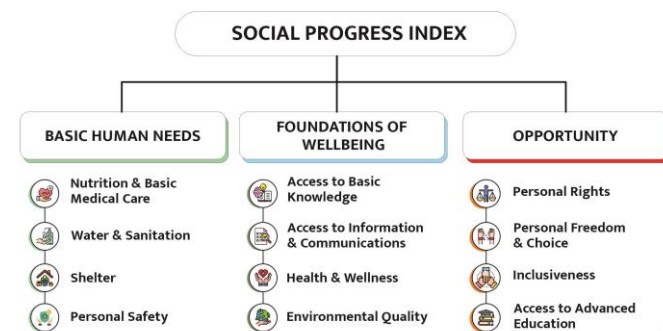 SOCIAL PROGRESS INDEX
BASIC HUMAN NEEDS
Nutrition & Basic
Medical Care
Water & Sanitation
Shelter
Personal Safety
FOUNDATIONS OF
WELLBEING
Access to Basic
Knowledge
Access to Information
& Communications
Health & Wellness
Environmental Quality
OPPORTUNITY
Personal Rights
Personal Freedom
& Choice
Inclusiveness
Access to Advanced
Education